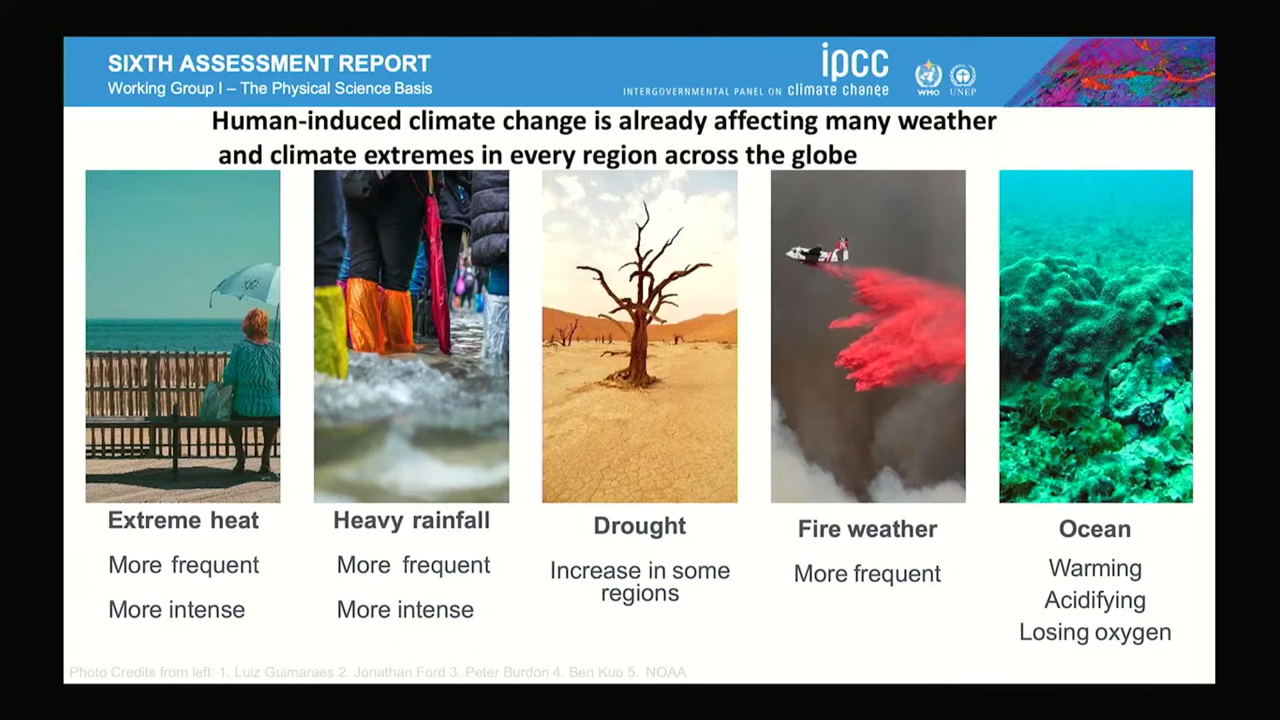 SIXTH ASSESSMENT REPORT
Working Group I – The Physical Science Basis
INTERGOVERNMENTAL PANEL ON climate change
ipcc
WMO
UNEP
Human-induced climate change is already affecting many weather
and climate extremes in every region across the globe
Extreme heat
More frequent
More intense
Heavy rainfall
More frequent
More intense
Drought
Increase in some
regions
Fire weather
More frequent
Ocean
Warming
Acidifying
Losing oxygen
Photo Credits from left: 1. Luiz Guimaraes 2. Jonathan Ford 3. Peter Burdon 4. Ben Kuo 5. NOAA